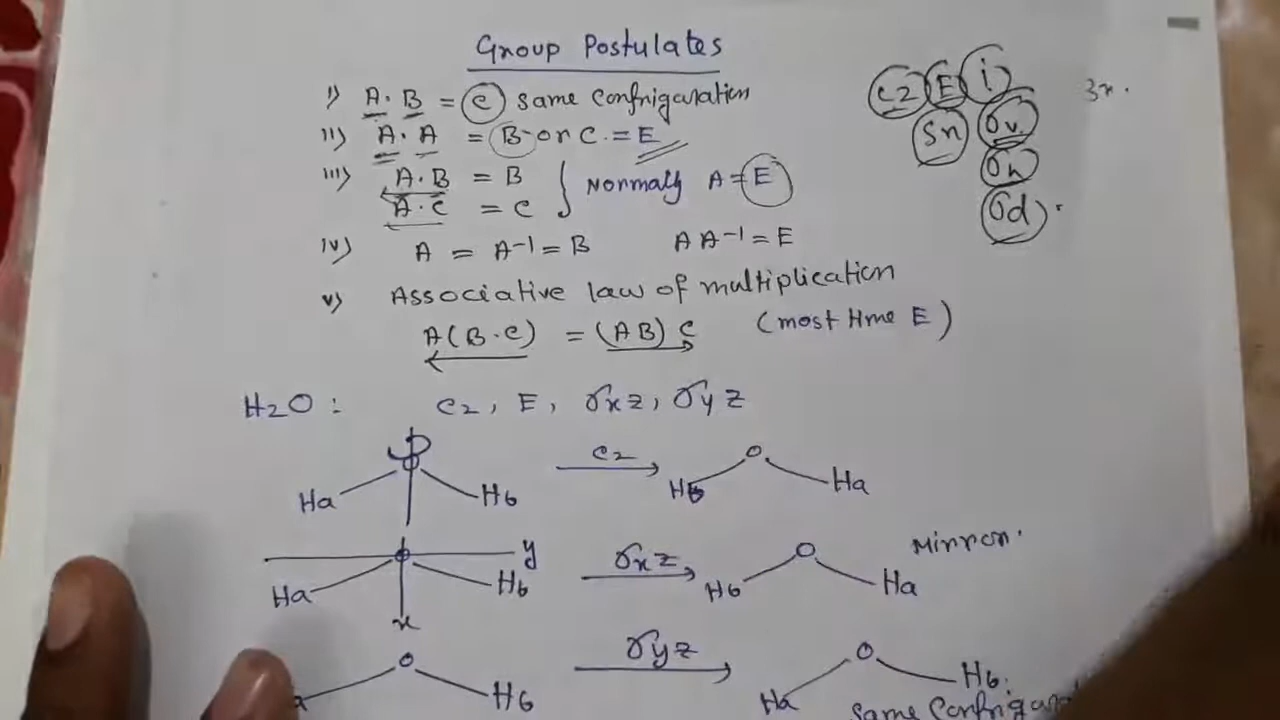 Group Postulates
i) A. B = C same configaration
ii) A. A = B or C. = E
iii) A.B = B
A.C = C } Normally A = E
iv) A = A-1 = B AA-1 = E
v) Associative law of multiplication
A(B.C) = (AB) C (most time E)
C2 E i
Sn σv
σh
σd
3x.
H2O : C2, E, σxz, σyz
Ha O Hb C2 Hb O Ha
y
Ha Hb σxz Hb O Ha Mirror.
x
O Hb σyz Ha O Hb.
Same